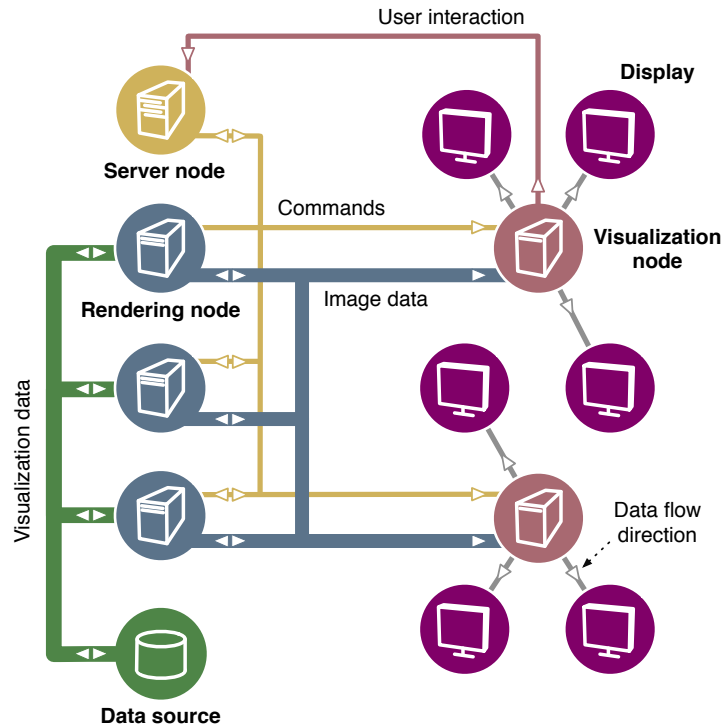 User interaction
Display
Server node
Commands
Visualization
node
Rendering node
Image data
Visualization data
Data flow
direction
Data source